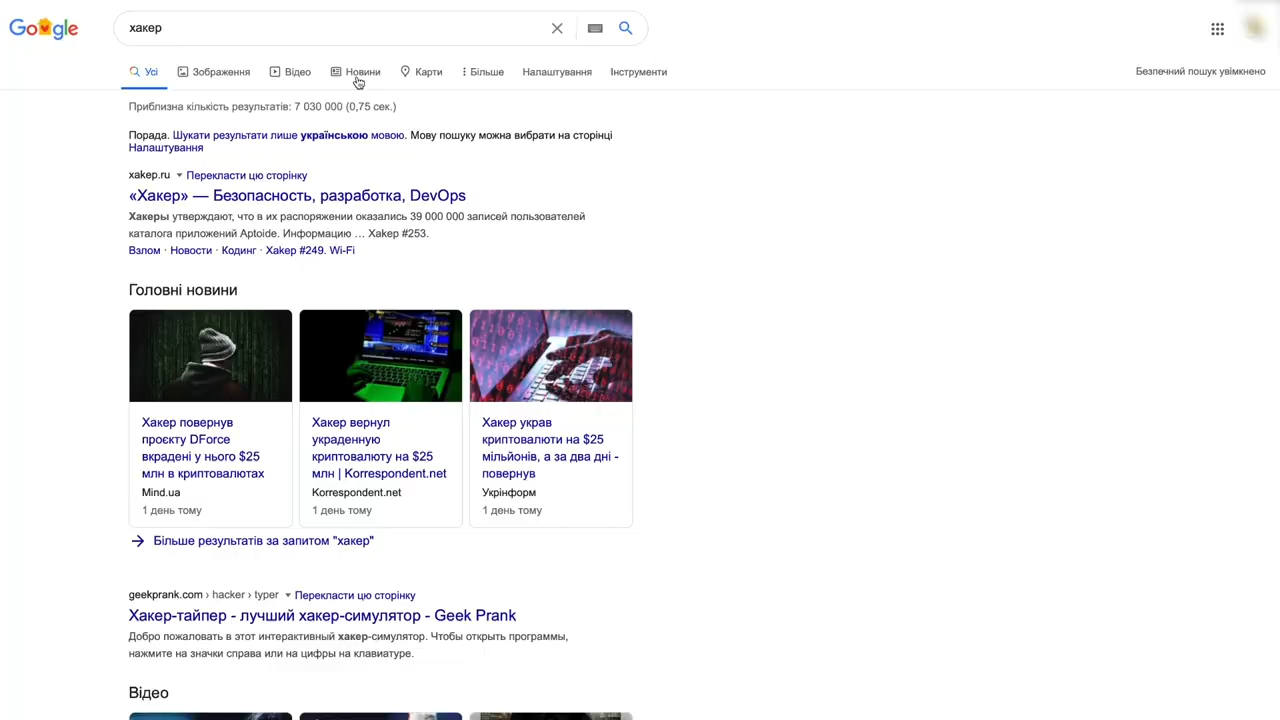 Google
хакер
Усі Зображення Відео Новини Карти Більше Налаштування Інструменти Безпечний пошук увімкнено
Приблизна кількість результатів: 7 030 000 (0,75 сек.)
Порада. Шукати результати лише українською мовою. Мову пошуку можна вибрати на сторінці
Налаштування
xakep.ru Перекласти цю сторінку
«Хакер» — Безопасность, разработка, DevOps
Хакеры утверждают, что в их распоряжении оказались 39 000 000 записей пользователей
каталога приложений Aptoide. Информацию … Хакер #253.
Взлом · Новости · Кодинг · Хакер #249. Wi-Fi
Головні новини
Хакер повернув
проєкту DForce
вкрадені у нього $25
млн в криптовалютах
Mind.ua
1 день тому
Хакер вернул
украденную
криптовалюту на $25
млн | Korrespondent.net
Korrespondent.net
1 день тому
Хакер украв
криптовалюти на $25
мільйонів, а за два дні -
повернув
Укрінформ
1 день тому
Більше результатів за запитом "хакер"
geekprank.com › hacker › typer Перекласти цю сторінку
Хакер-тайпер - лучший хакер-симулятор - Geek Prank
Добро пожаловать в этот интерактивный хакер-симулятор. Чтобы открыть программы,
нажмите на значки справа или на цифры на клавиатуре.
Відео